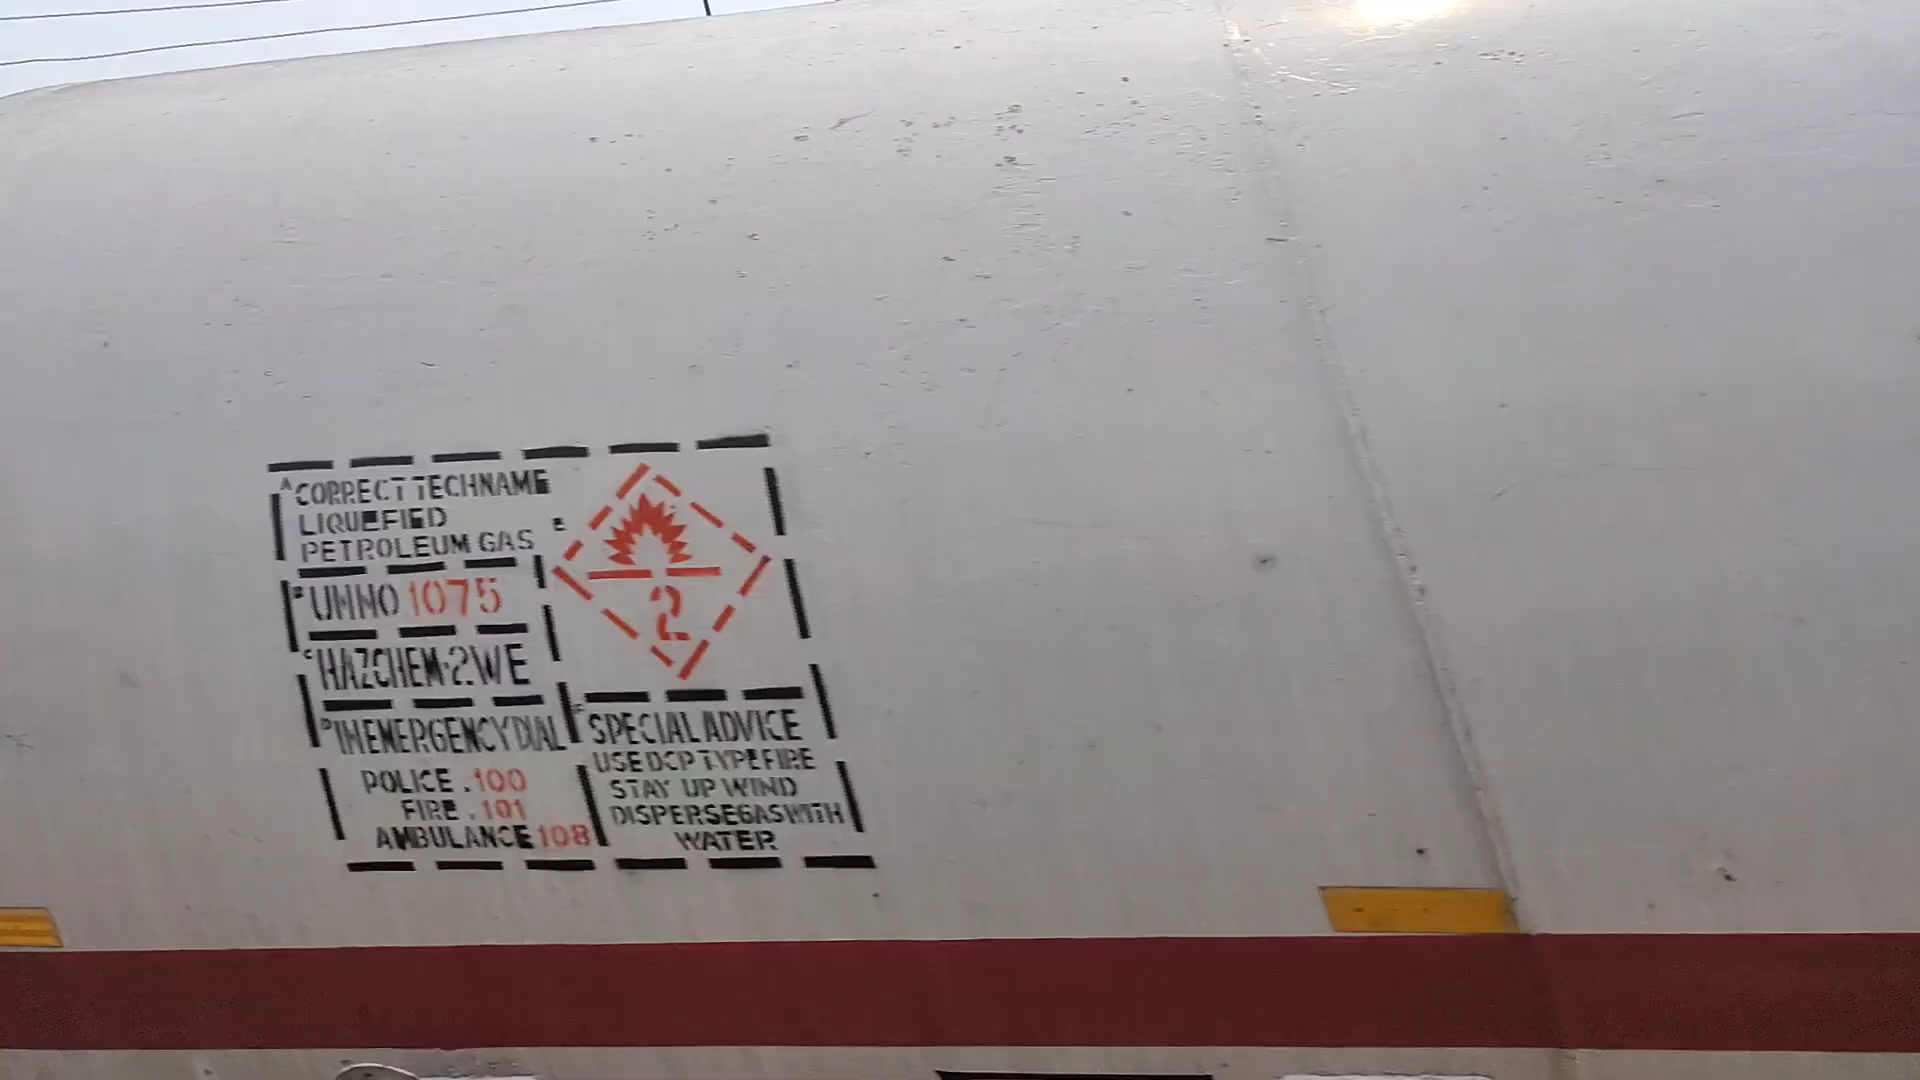 A CORRECT TECHNAME
LIQUEFIED
PETROLEUM GAS
B UNNO 1075
C HAZCHEM-2WE
D IN EMERGENCY DIAL
POLICE.100
FIRE.101
AMBULANCE 108
E
2
F SPECIAL ADVICE
USE DCP TYPE FIRE
STAY UP WIND
DISPERSE GAS WITH
WATER